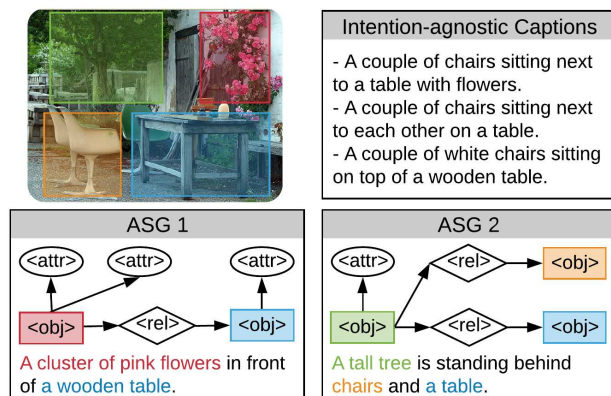 Intention-agnostic Captions
- A couple of chairs sitting next
to a table with flowers.
- A couple of chairs sitting next
to each other on a table.
- A couple of white chairs sitting
on top of a wooden table.
ASG 1
<attr> <attr> <attr>
<obj> <rel> <obj>
A cluster of pink flowers in front
of a wooden table.
ASG 2
<attr> <rel> <obj>
<obj> <rel> <obj>
A tall tree is standing behind
chairs and a table.